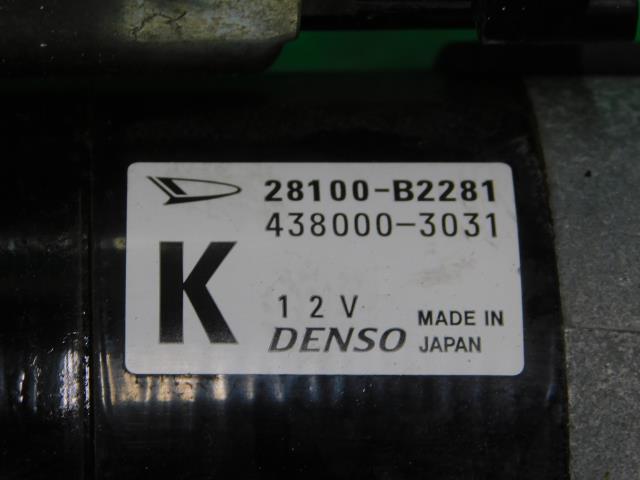 28100-B2281
438000-3031
K
12V
DENSO MADE IN
JAPAN